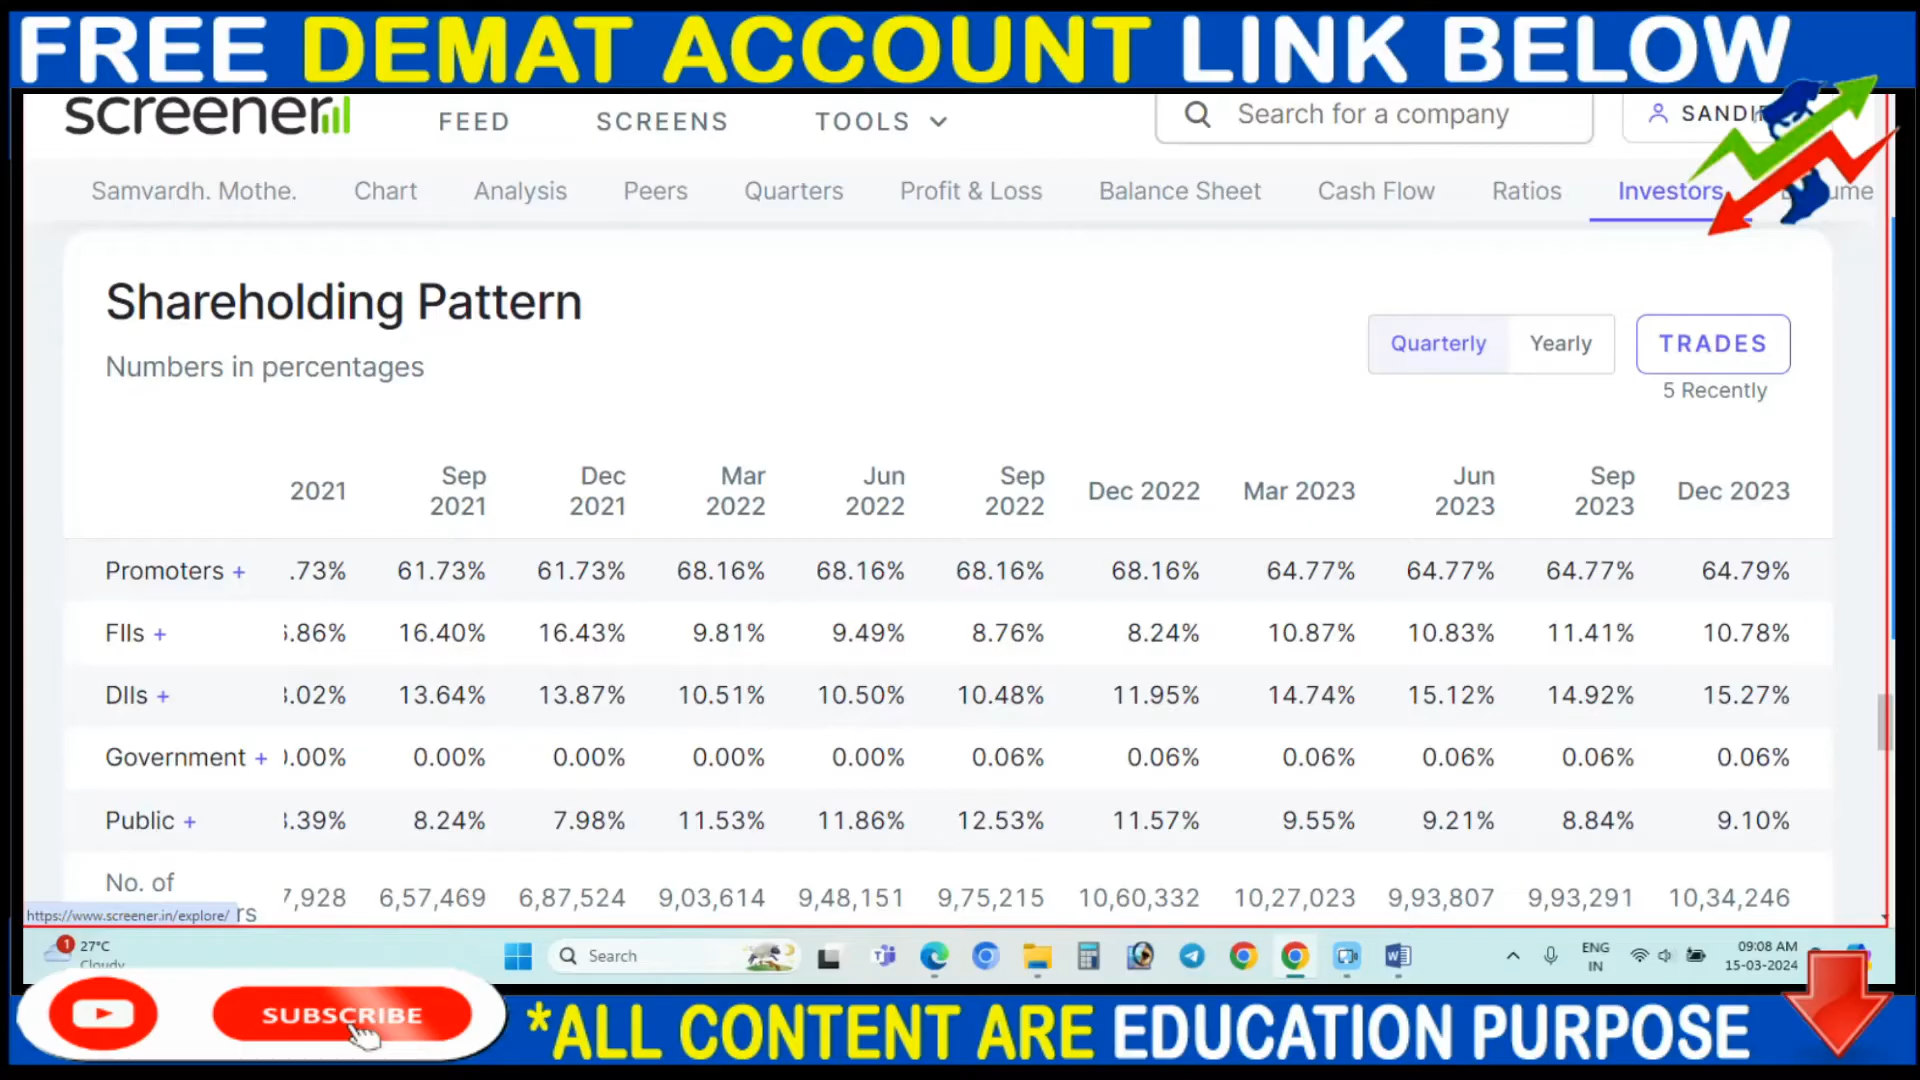 FREE DEMAT ACCOUNT LINK BELOW
screener
FEED SCREENS TOOLS Search for a company
Samvardh. Mothe. Chart Analysis Peers Quarters Profit & Loss Balance Sheet Cash Flow Ratios Investors
Shareholding Pattern
Numbers in percentages
Quarterly Yearly TRADES
5 Recently
2021 Sep 2021 Dec 2021 Mar 2022 Jun 2022 Sep 2022 Dec 2022 Mar 2023 Jun 2023 Sep 2023 Dec 2023
Promoters + .73% 61.73% 61.73% 68.16% 68.16% 68.16% 68.16% 64.77% 64.77% 64.77% 64.79%
FIIs + .86% 16.40% 16.43% 9.81% 9.49% 8.76% 8.24% 10.87% 10.83% 11.41% 10.78%
DIIs + .02% 13.64% 13.87% 10.51% 10.50% 10.48% 11.95% 14.74% 15.12% 14.92% 15.27%
Government + .00% 0.00% 0.00% 0.00% 0.00% 0.06% 0.06% 0.06% 0.06% 0.06% 0.06%
Public + .39% 8.24% 7.98% 11.53% 11.86% 12.53% 11.57% 9.55% 9.21% 8.84% 9.10%
No. of
7,928 6,57,469 6,87,524 9,03,614 9,48,151 9,75,215 10,60,332 10,27,023 9,93,807 9,93,291 10,34,246
https://www.screener.in/explore/ rs
1 27°C
Cloudy
Search
ENG
IN
09:08 AM
15-03-2024
SUBSCRIBE
*ALL CONTENT ARE EDUCATION PURPOSE